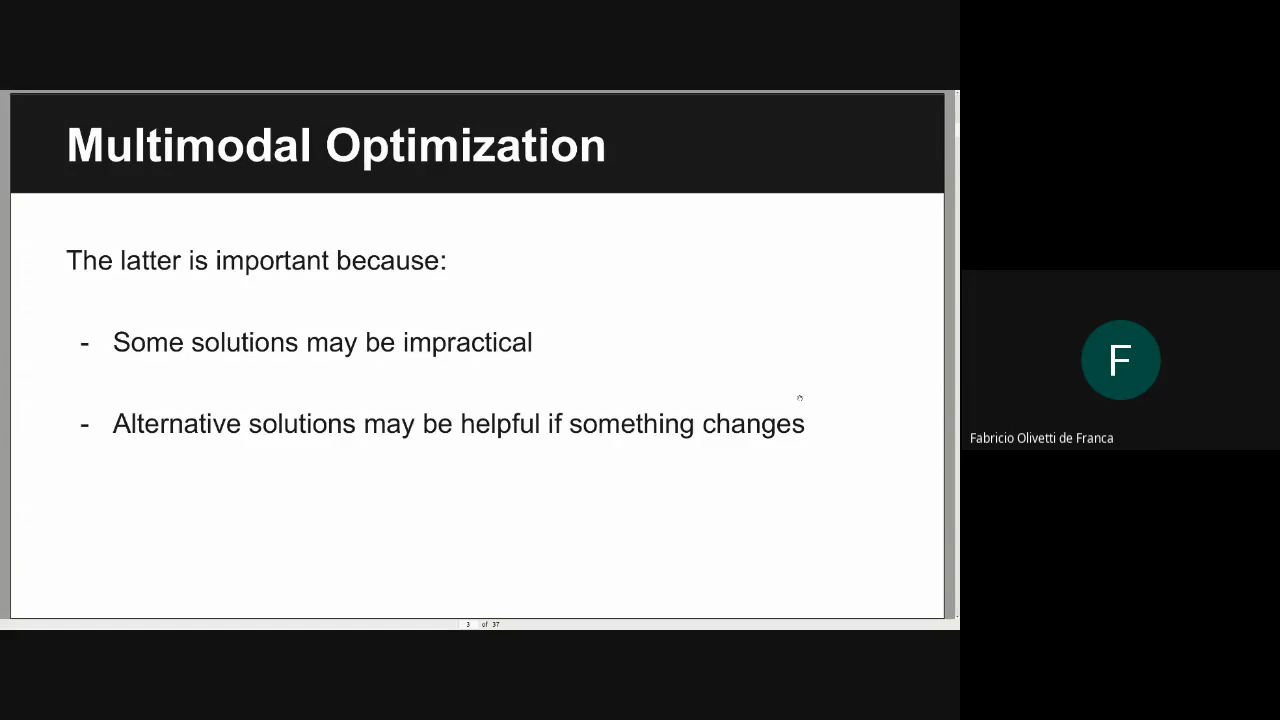 Multimodal Optimization
The latter is important because:
- Some solutions may be impractical
- Alternative solutions may be helpful if something changes
3 of 37
F
Fabricio Olivetti de Franca